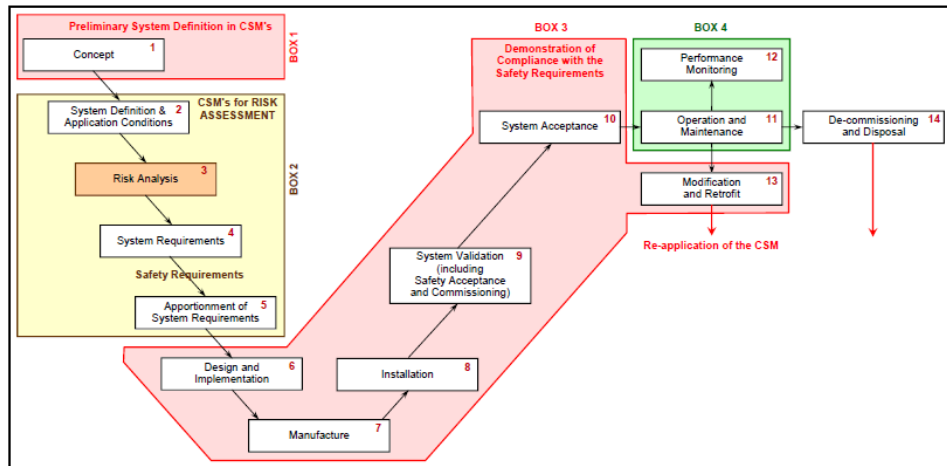 Preliminary System Definition in CSM's
BOX 1
Concept
1
CSM's for RISK
ASSESSMENT
BOX 2
System Definition &
Application Conditions
2
Risk Analysis
3
System Requirements
4
Safety Requirements
Apportionment of
System Requirements
5
Design and
Implementation
6
Manufacture
7
Installation
8
System Validation
(including
Safety Acceptance
and Commissioning)
9
BOX 3
Demonstration of
Compliance with the
Safety Requirements
System Acceptance
10
BOX 4
Performance
Monitoring
12
Operation and
Maintenance
11
De-commissioning
and Disposal
14
Modification
and Retrofit
13
Re-application of the CSM